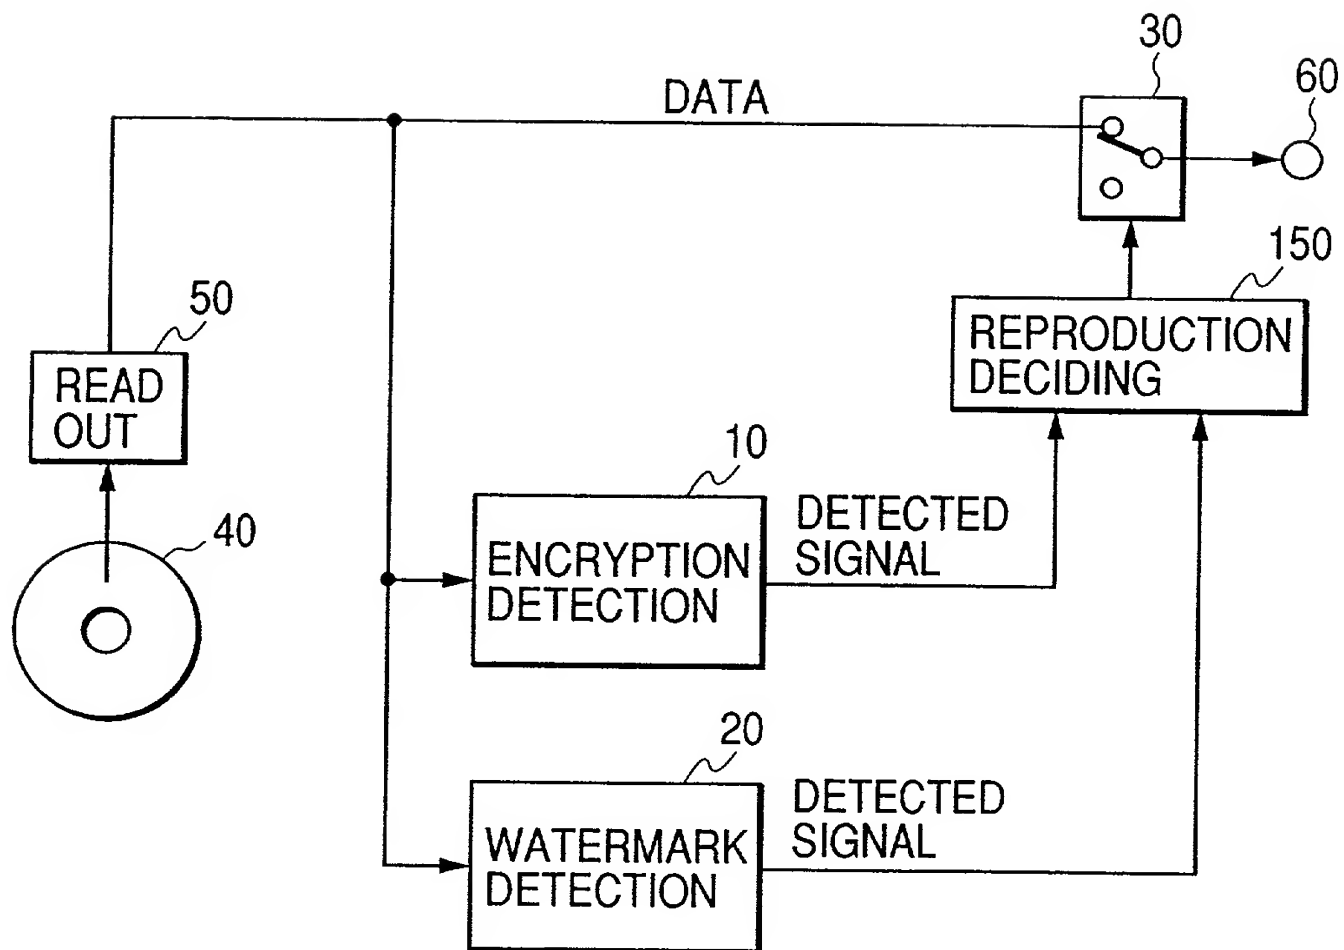 30
60
DATA
150
50
REPRODUCTION
DECIDING
READ
OUT
10
DETECTED
SIGNAL
40
ENCRYPTION
DETECTION
20
DETECTED
SIGNAL
WATERMARK
DETECTION